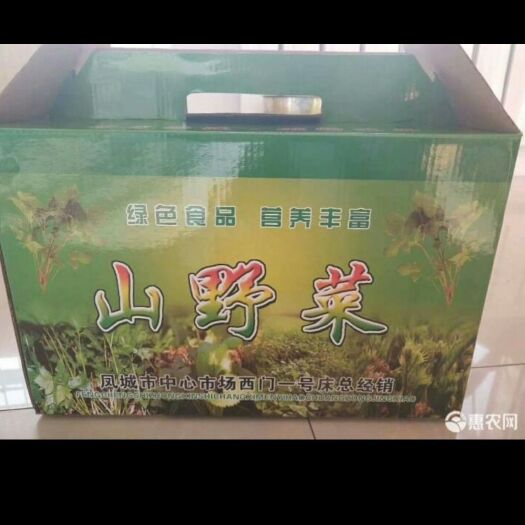 绿色食品 营养丰富
山野菜
凤城市中心市场西门一号床总经销
FENGCHENGSHIZHONGXINSHICHANGXIMENYIHAOCHUANGZONGJINGXIAO
惠农网